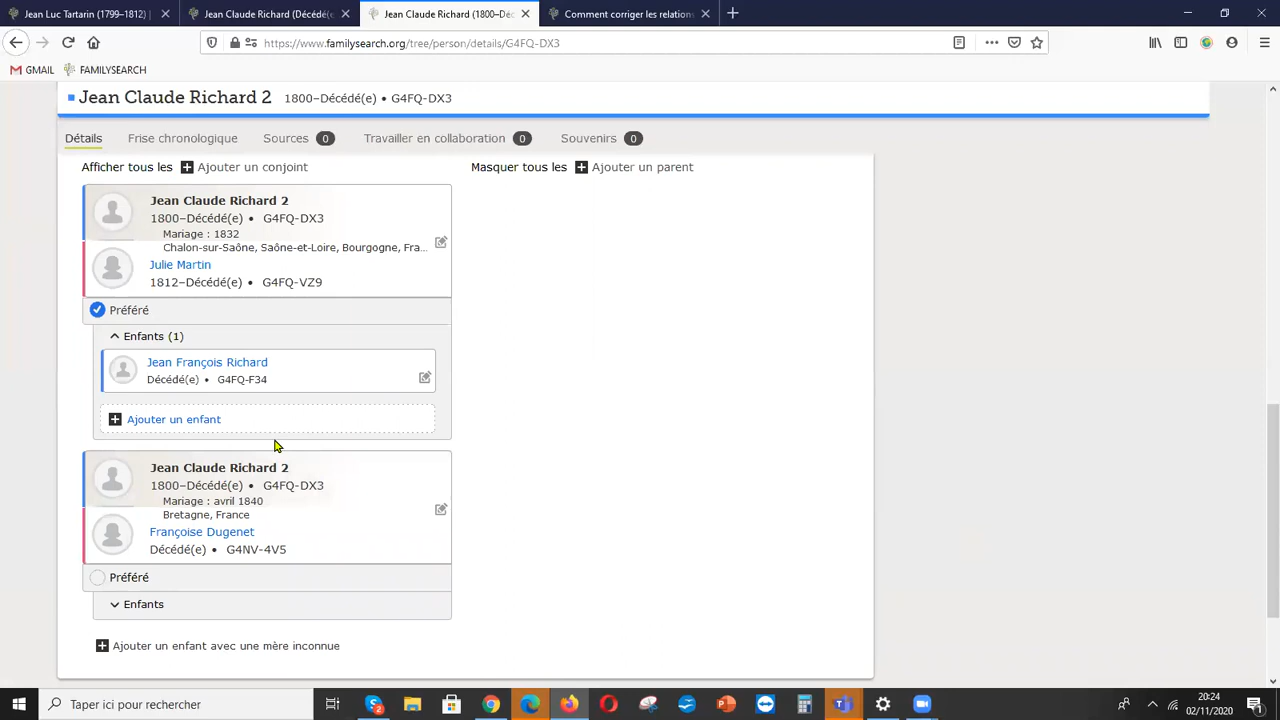 Jean Luc Tartarin (1799–1812) |
Jean Claude Richard (Décédé(e
Jean Claude Richard (1800–Déc
Comment corriger les relations
https://www.familysearch.org/tree/person/details/G4FQ-DX3
GMAIL
FAMILYSEARCH
Jean Claude Richard 2 1800–Décédé(e) • G4FQ-DX3
Détails
Frise chronologique
Sources 0
Travailler en collaboration 0
Souvenirs 0
Afficher tous les
Ajouter un conjoint
Masquer tous les
Ajouter un parent
Jean Claude Richard 2
1800–Décédé(e) • G4FQ-DX3
Mariage : 1832
Chalon-sur-Saône, Saône-et-Loire, Bourgogne, Fra...
Julie Martin
1812–Décédé(e) • G4FQ-VZ9
Préféré
Enfants (1)
Jean François Richard
Décédé(e) • G4FQ-F34
Ajouter un enfant
Jean Claude Richard 2
1800–Décédé(e) • G4FQ-DX3
Mariage : avril 1840
Bretagne, France
Françoise Dugenet
Décédé(e) • G4NV-4V5
Préféré
Enfants
Ajouter un enfant avec une mère inconnue
Taper ici pour rechercher
20:24
02/11/2020